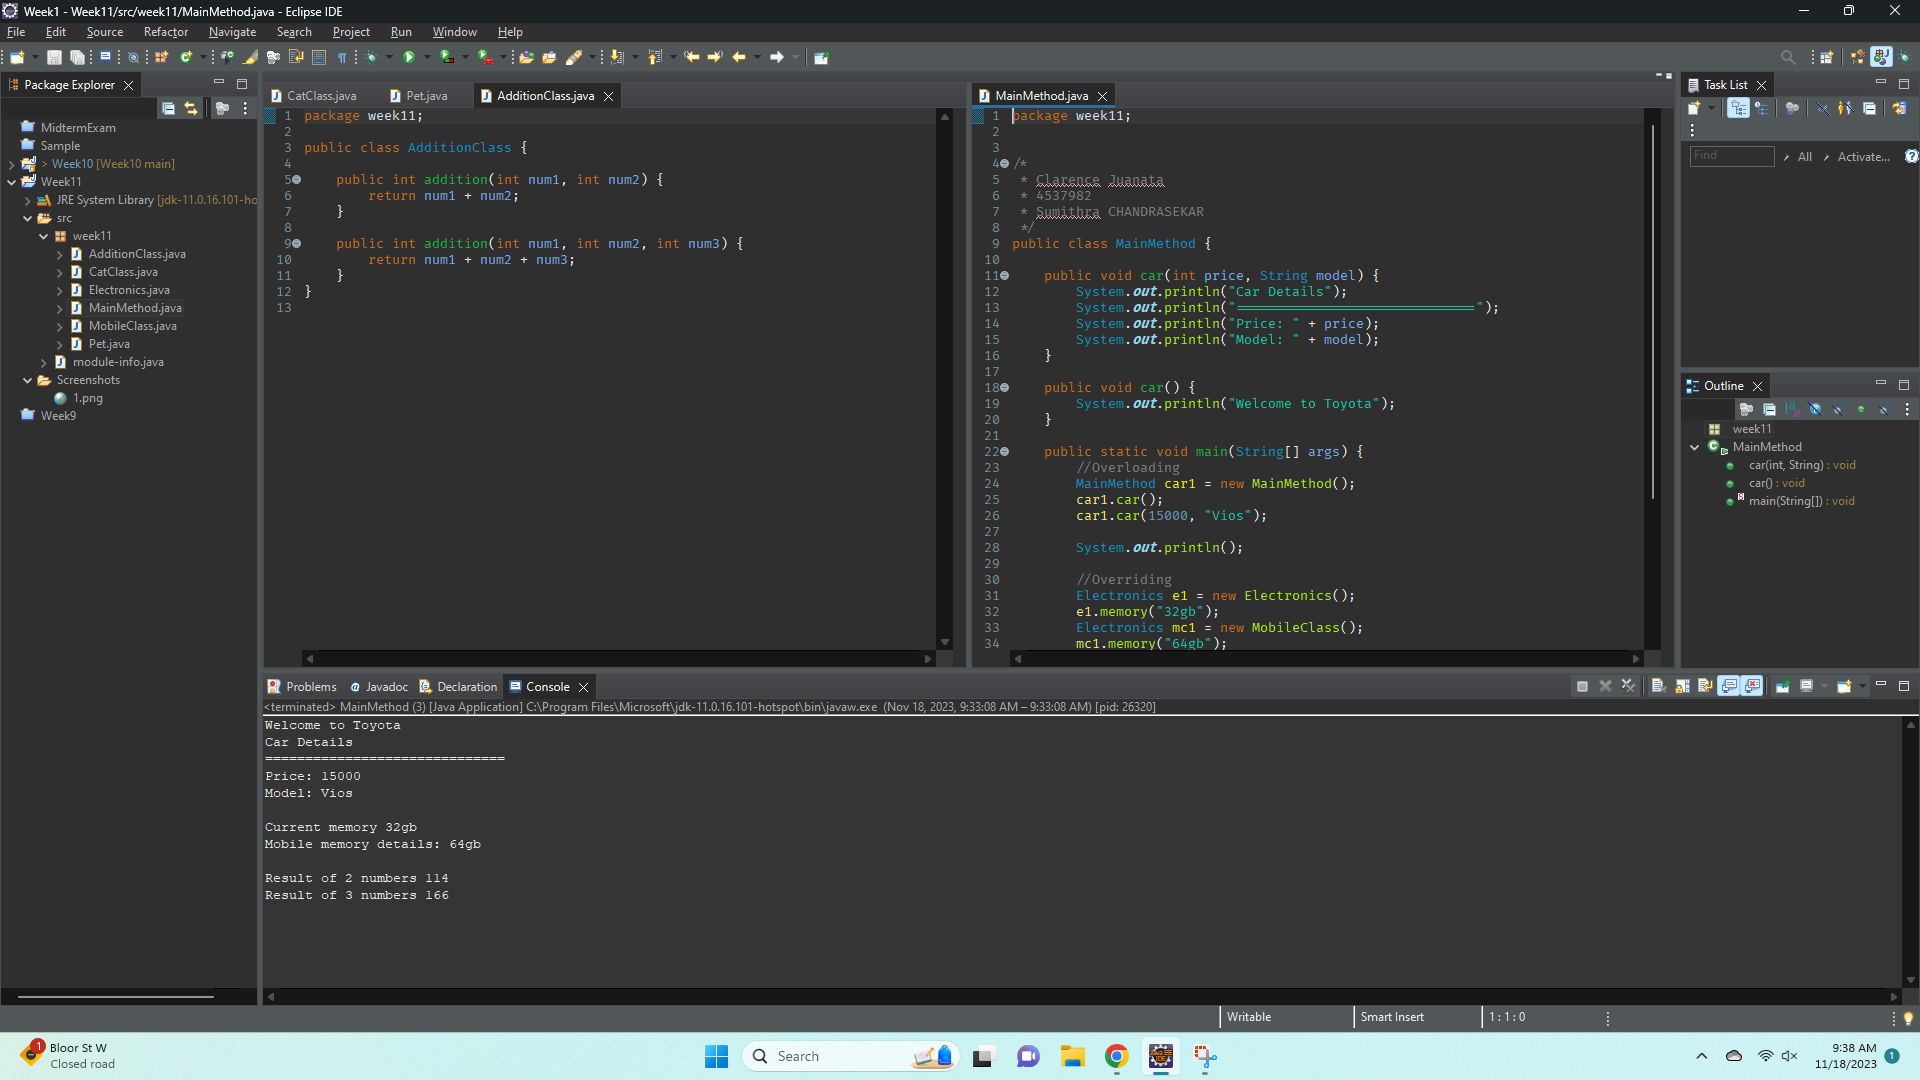 Week1 - Week11/src/week11/MainMethod.java - Eclipse IDE
File Edit Source Refactor Navigate Search Project Run Window Help
Package Explorer
MidtermExam
Sample
> Week10 [Week10 main]
Week11
JRE System Library [jdk-11.0.16.101-ho
src
week11
AdditionClass.java
CatClass.java
Electronics.java
MainMethod.java
MobileClass.java
Pet.java
module-info.java
Screenshots
1.png
Week9
CatClass.java Pet.java AdditionClass.java
1 package week11;
2
3 public class AdditionClass {
4
5 public int addition(int num1, int num2) {
6 return num1 + num2;
7 }
8
9 public int addition(int num1, int num2, int num3) {
10 return num1 + num2 + num3;
11 }
12 }
13
MainMethod.java
1 package week11;
2
3
4 /*
5 * Clarence Juanata
6 * 4537982
7 * Sumithra CHANDRASEKAR
8 */
9 public class MainMethod {
10
11 public void car(int price, String model) {
12 System.out.println("Car Details");
13 System.out.println("==============================");
14 System.out.println("Price: " + price);
15 System.out.println("Model: " + model);
16 }
17
18 public void car() {
19 System.out.println("Welcome to Toyota");
20 }
21
22 public static void main(String[] args) {
23 //Overloading
24 MainMethod car1 = new MainMethod();
25 car1.car();
26 car1.car(15000, "Vios");
27
28 System.out.println();
29
30 //Overriding
31 Electronics e1 = new Electronics();
32 e1.memory("32gb");
33 Electronics mc1 = new MobileClass();
34 mc1.memory("64gb");
Task List
Find All Activate...
Outline
week11
MainMethod
car(int, String) : void
car() : void
main(String[]) : void
Problems Javadoc Declaration Console
<terminated> MainMethod (3) [Java Application] C:\Program Files\Microsoft\jdk-11.0.16.101-hotspot\bin\javaw.exe (Nov 18, 2023, 9:33:08 AM – 9:33:08 AM) [pid: 26320]
Welcome to Toyota
Car Details
==============================
Price: 15000
Model: Vios
Current memory 32gb
Mobile memory details: 64gb
Result of 2 numbers 114
Result of 3 numbers 166
Writable Smart Insert 1 : 1 : 0
1
Bloor St W
Closed road
Search
9:38 AM
11/18/2023
1